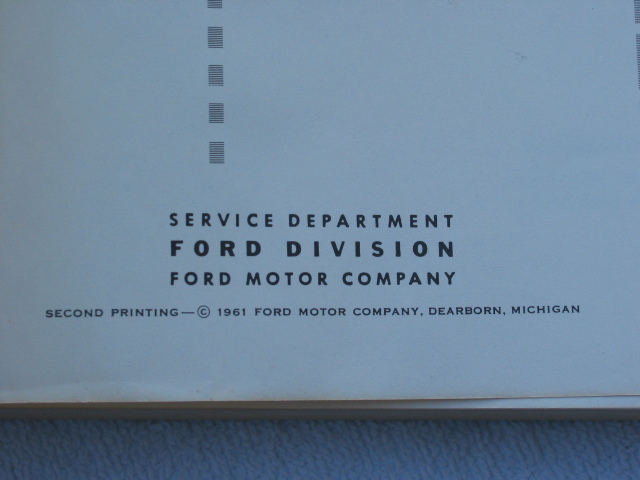 SERVICE DEPARTMENT
FORD DIVISION
FORD MOTOR COMPANY
SECOND PRINTING—© 1961 FORD MOTOR COMPANY, DEARBORN, MICHIGAN